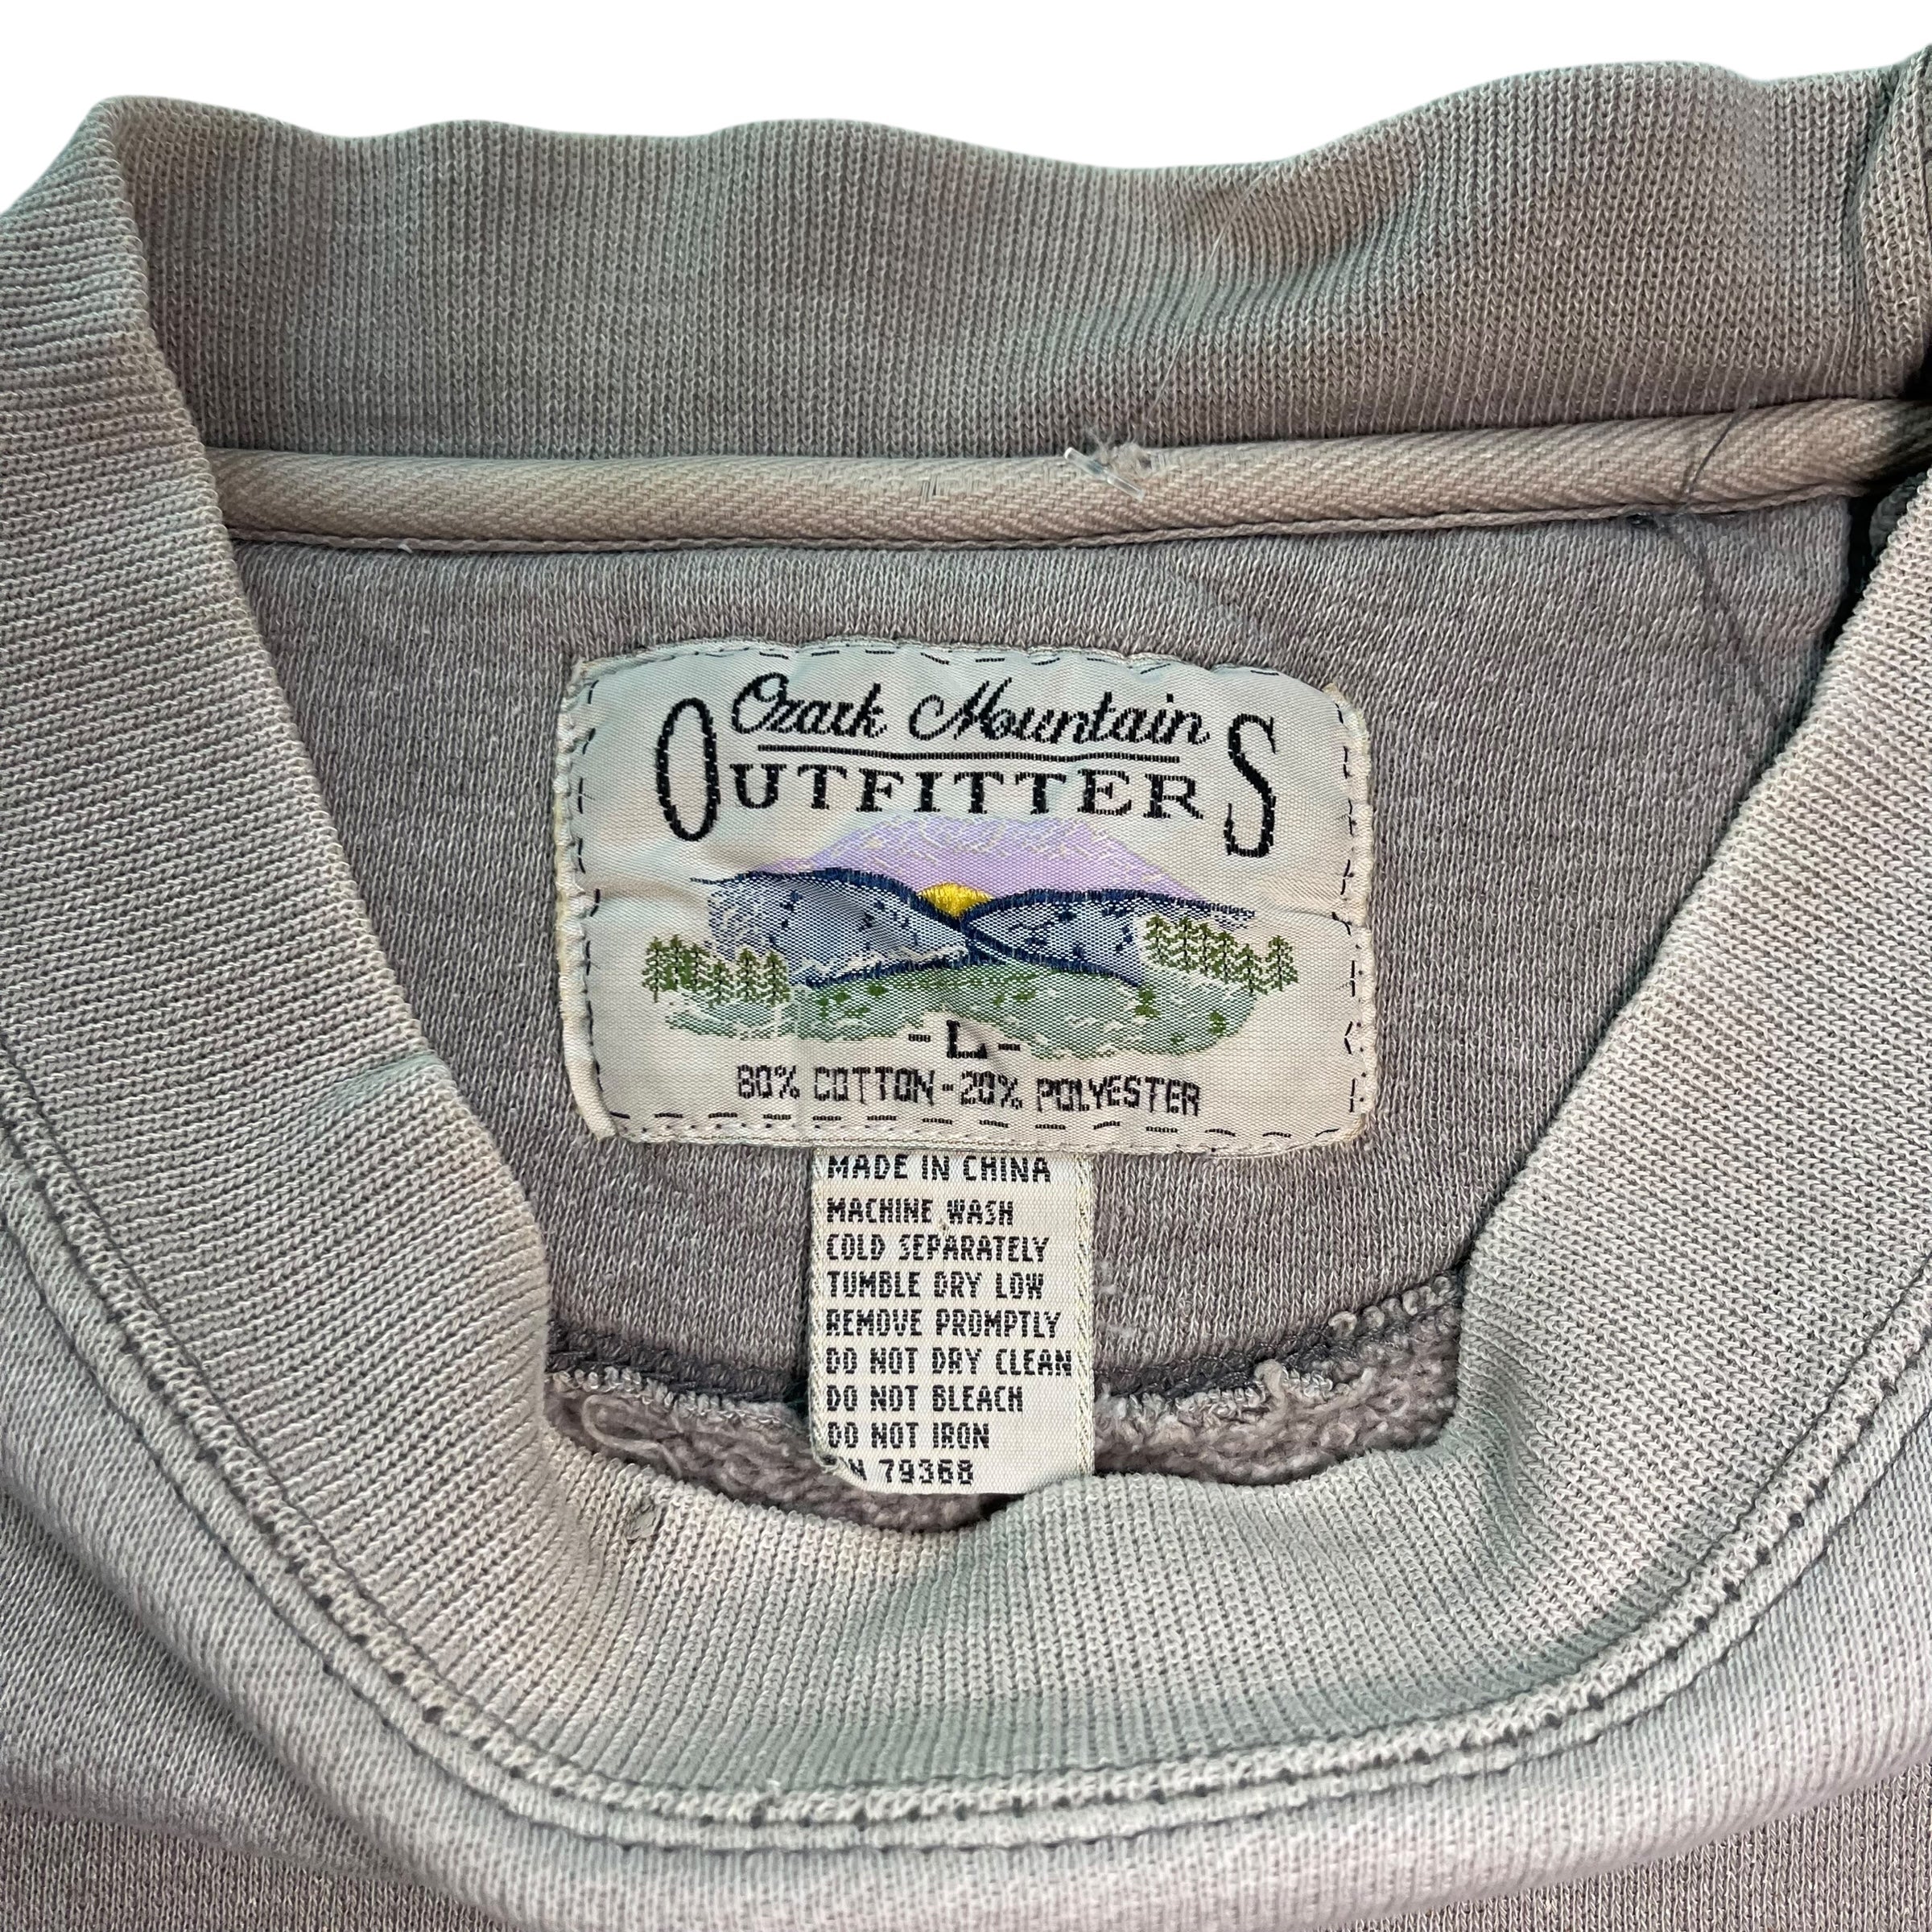 Ozark Mountain
OUTFITTERS
- L -
80% COTTON - 20% POLYESTER
MADE IN CHINA
MACHINE WASH
COLD SEPARATELY
TUMBLE DRY LOW
REMOVE PROMPTLY
DO NOT DRY CLEAN
DO NOT BLEACH
DO NOT IRON
79368